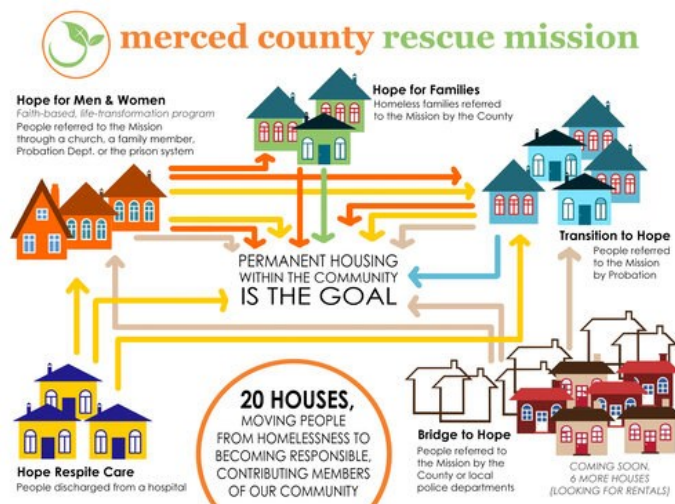 merced county rescue mission
Hope for Men & Women
Faith-based, life-transformation program
People referred to the Mission
through a church, a family member,
Probation Dept. or the prison system
Hope for Families
Homeless families referred
to the Mission by the County
Transition to Hope
People referred
to the Mission
by Probation
PERMANENT HOUSING
WITHIN THE COMMUNITY
IS THE GOAL
Hope Respite Care
People discharged from a hospital
20 HOUSES,
MOVING PEOPLE
FROM HOMELESSNESS TO
BECOMING RESPONSIBLE,
CONTRIBUTING MEMBERS
OF OUR COMMUNITY
Bridge to Hope
People referred to
the Mission by the
County or local
police departments
COMING SOON,
6 MORE HOUSES
(LOOKING FOR RENTALS)